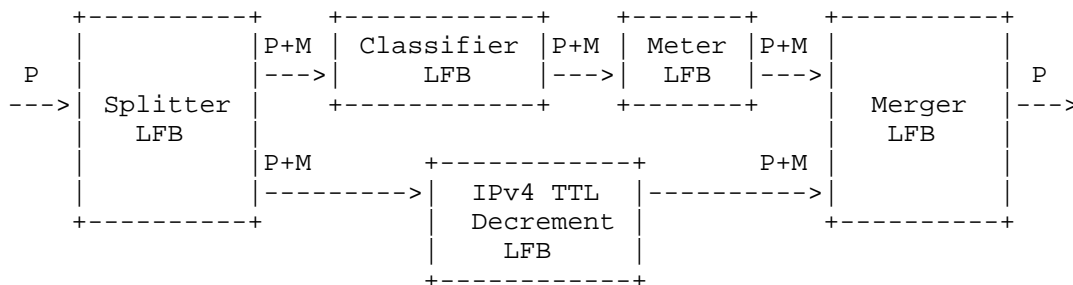 P+M Classifier P+M Meter P+M
P LFB LFB P
Splitter Merger
LFB LFB
P+M P+M
IPv4 TTL
Decrement
LFB